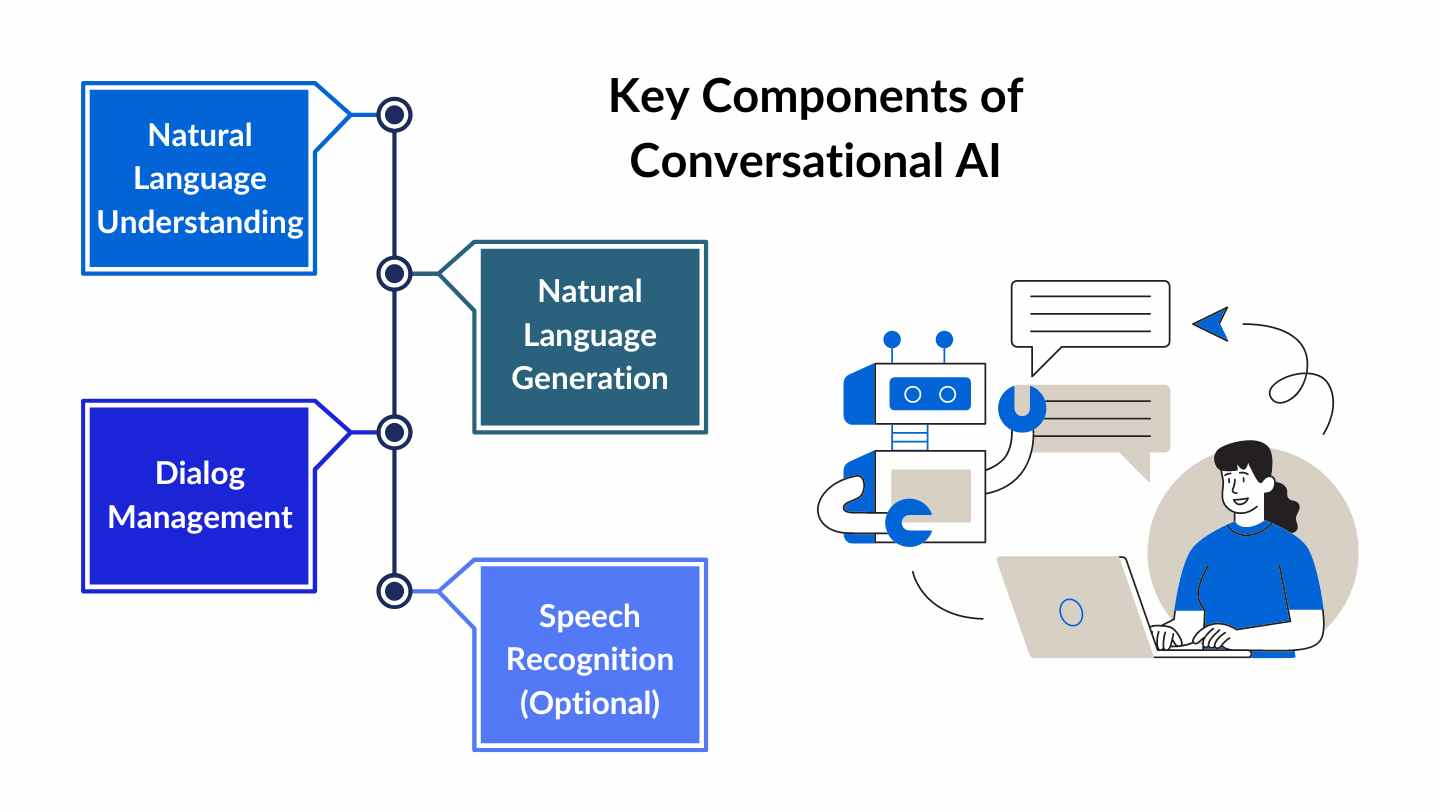 Key Components of
Conversational AI
Natural
Language
Understanding
Natural
Language
Generation
Dialog
Management
Speech
Recognition
(Optional)